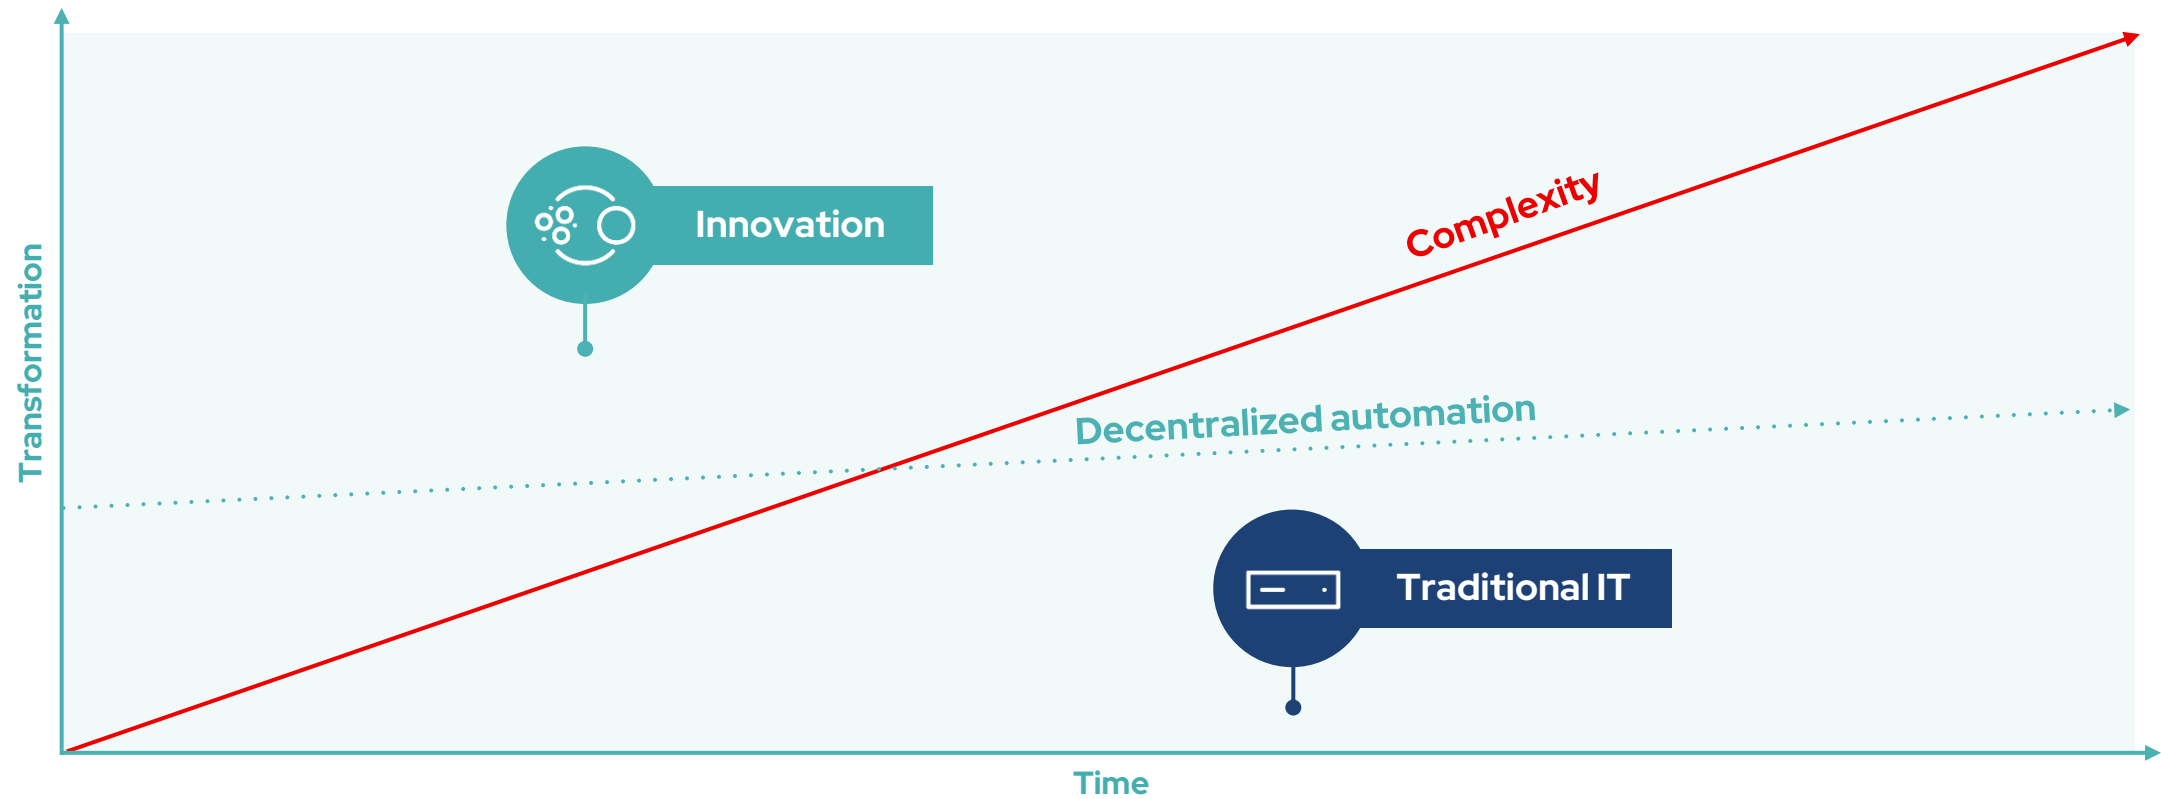 Innovation
Complexity
Transformation
Decentralized automation
Traditional IT
Time